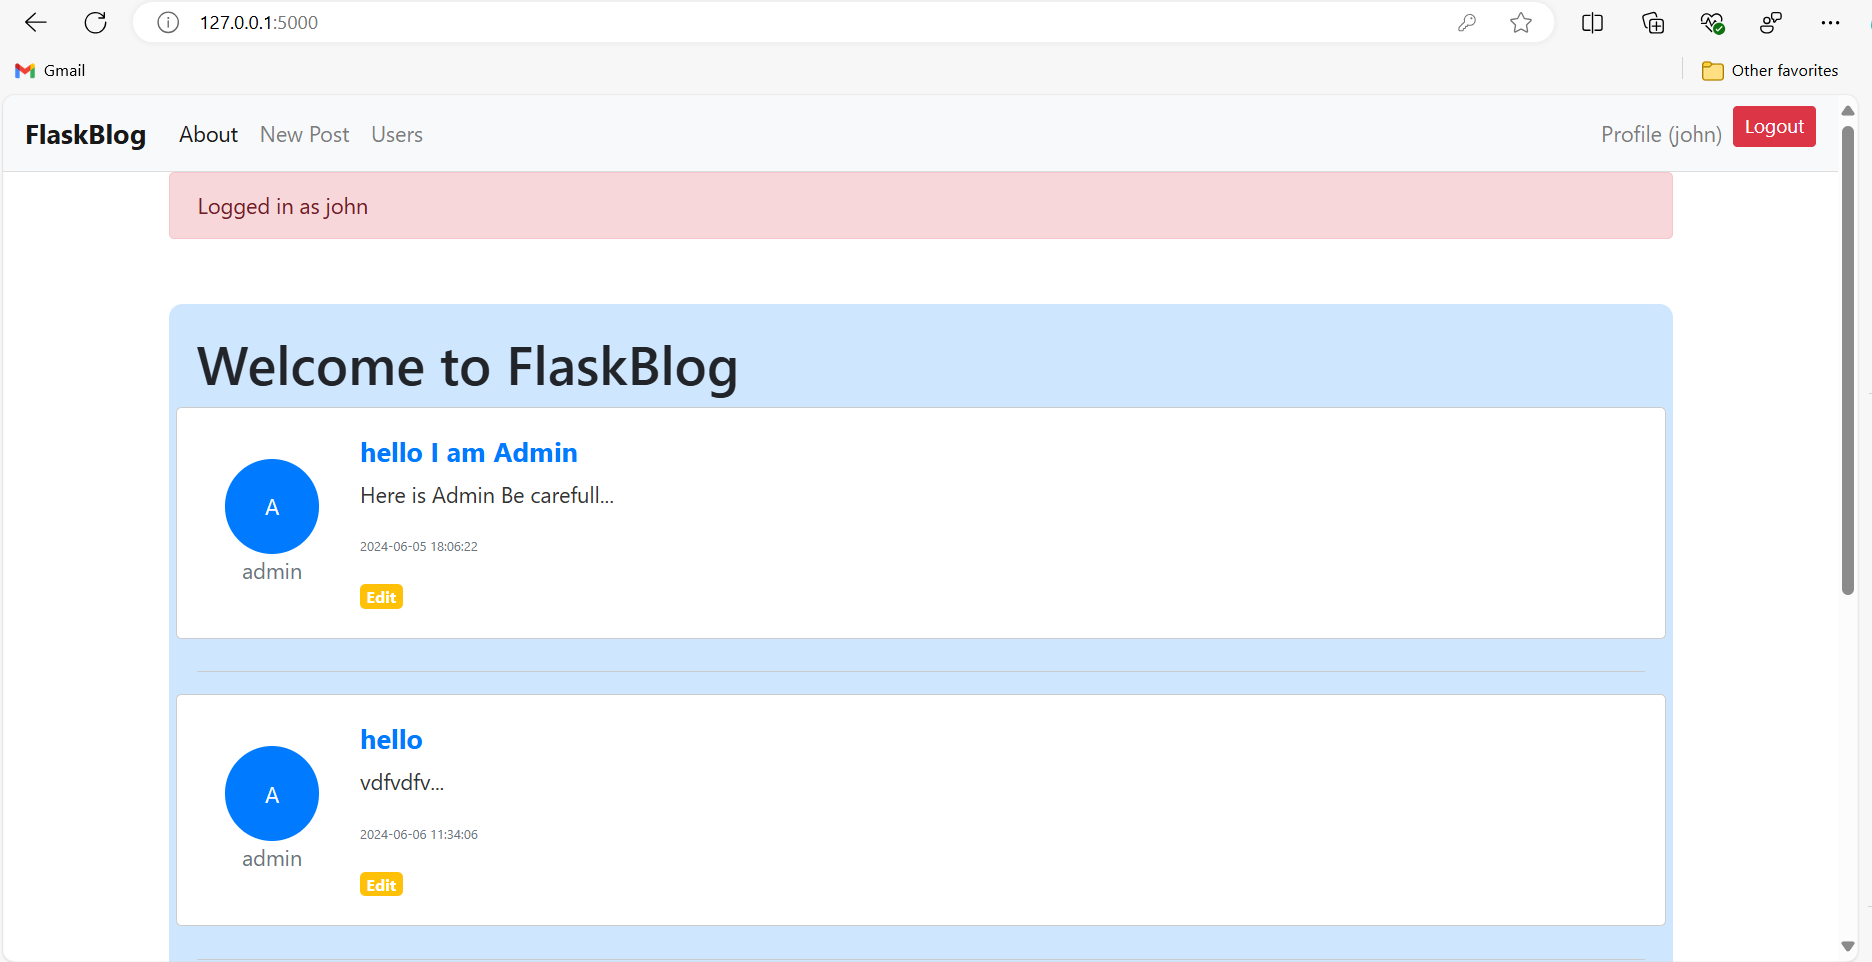 127.0.0.1:5000
Gmail
Other favorites
FlaskBlog About New Post Users Profile (john) Logout
Logged in as john
Welcome to FlaskBlog
hello I am Admin
A
Here is Admin Be carefull...
2024-06-05 18:06:22
admin
Edit
hello
A
vdfvdfv...
2024-06-06 11:34:06
admin
Edit